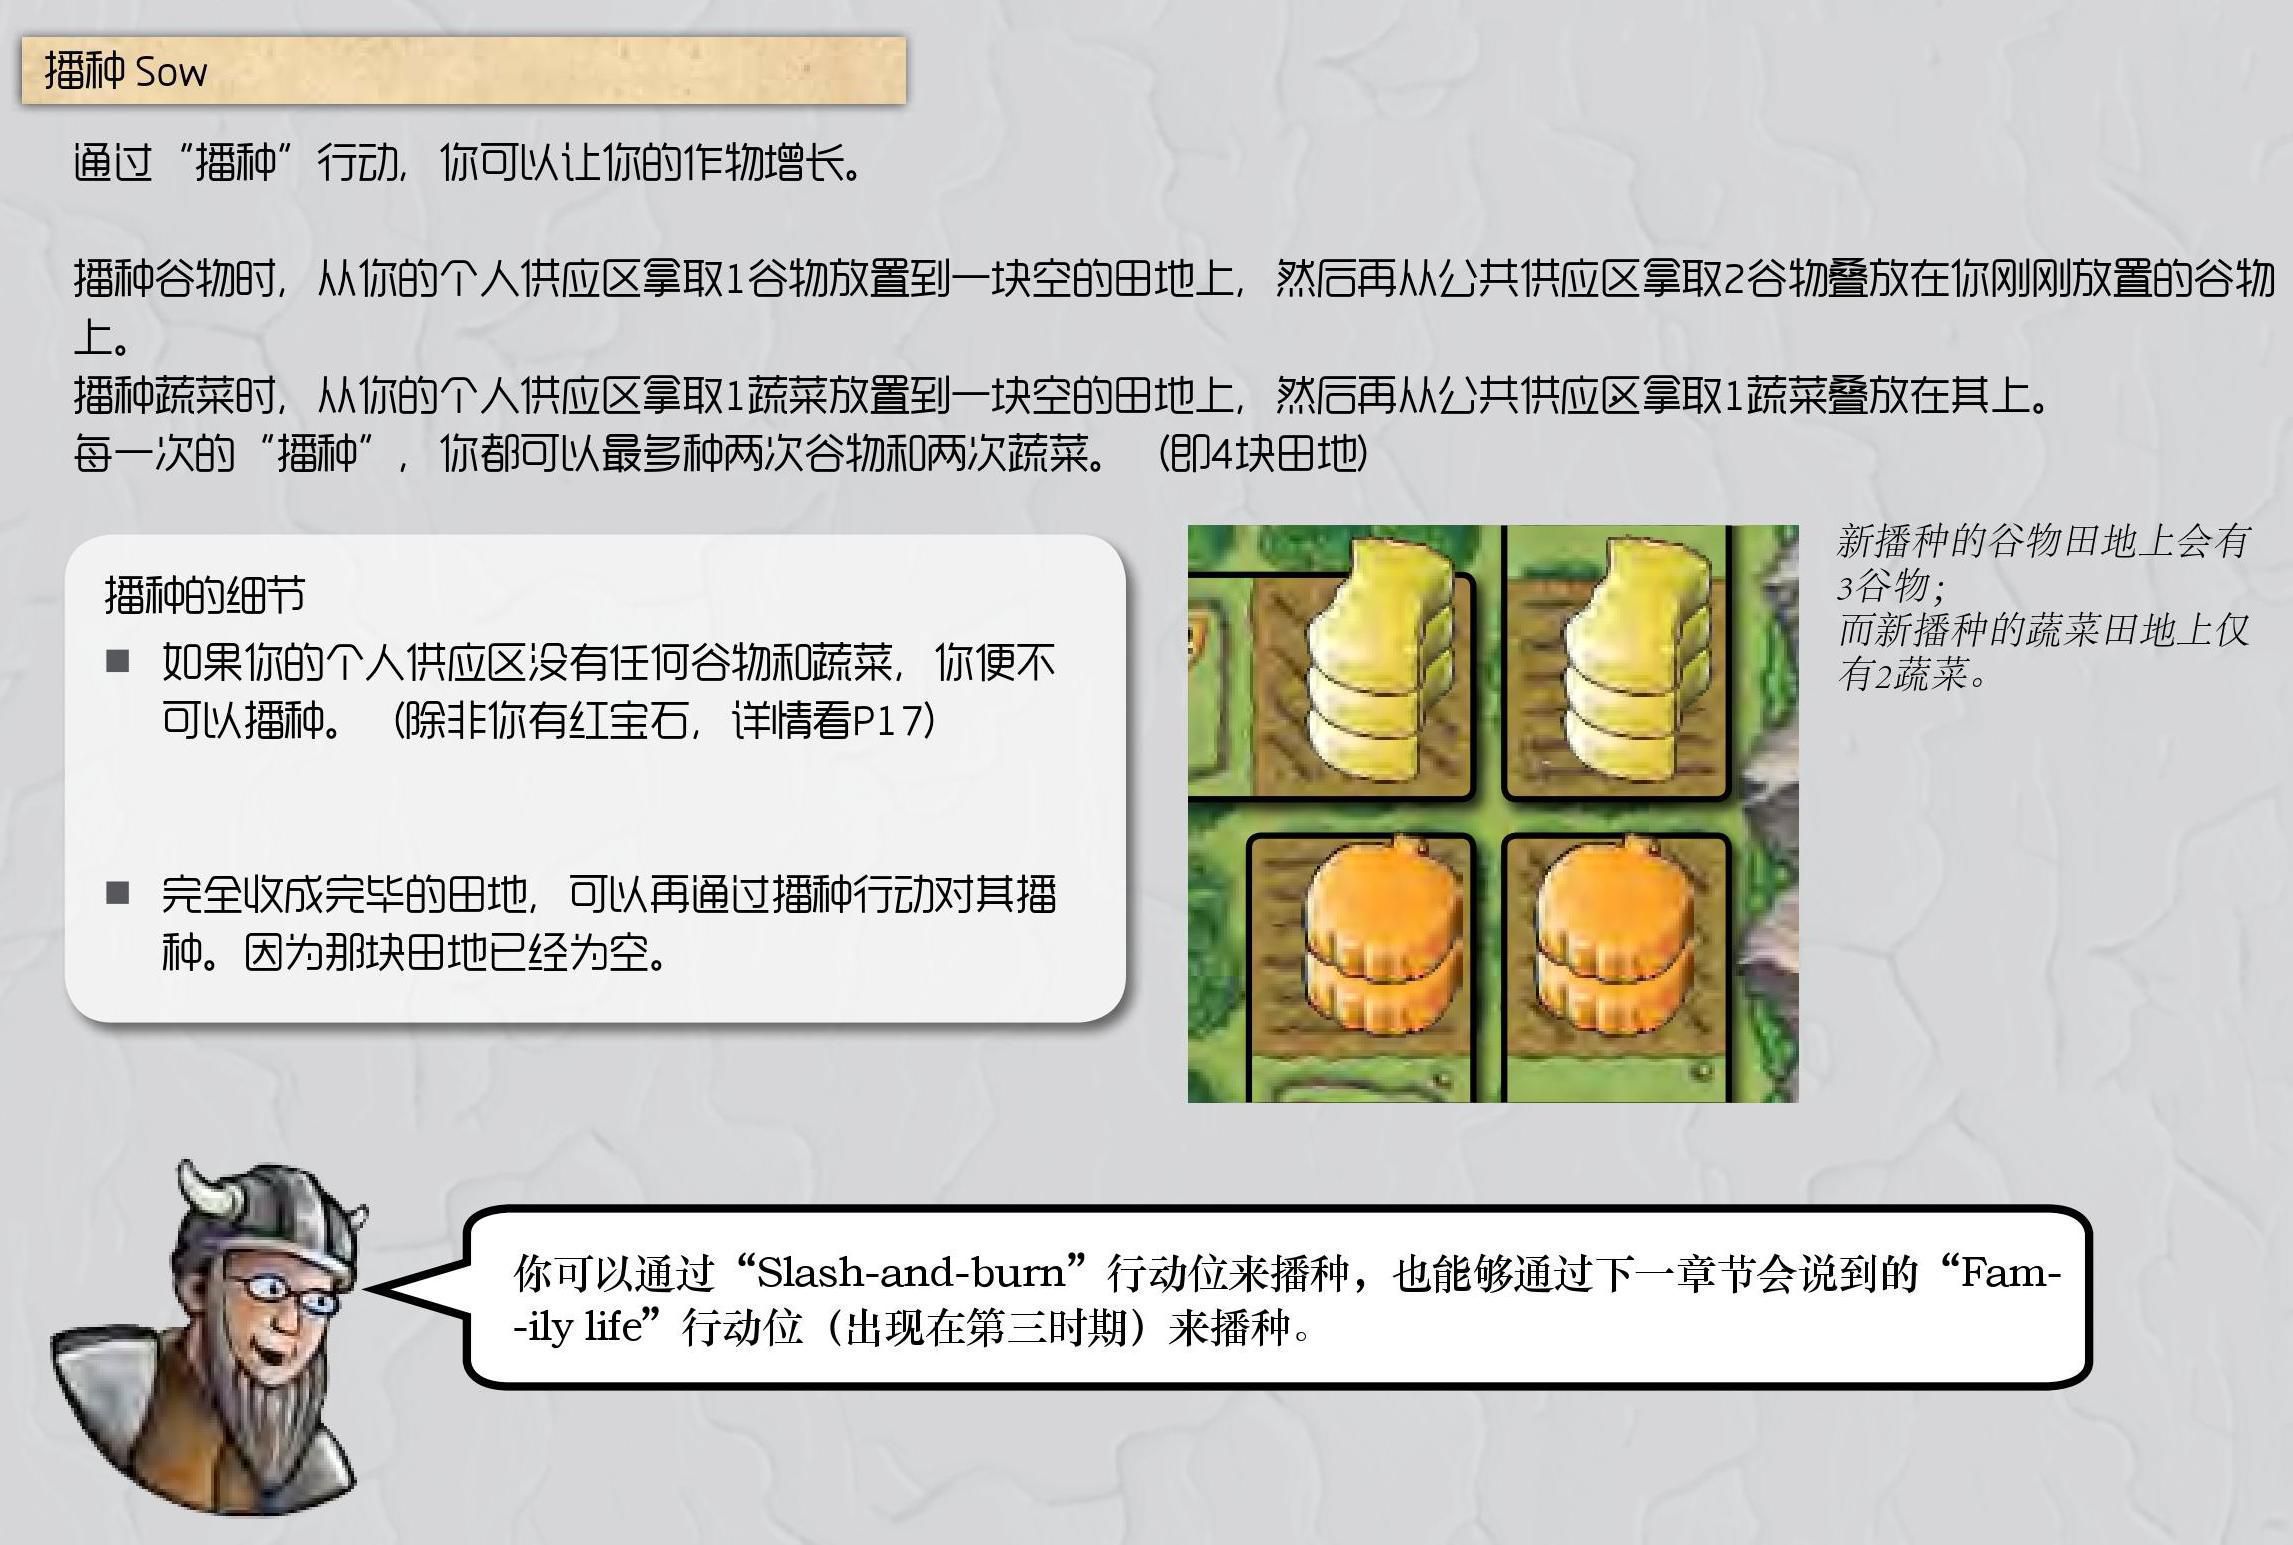 播种 Sow
通过“播种”行动，你可以让你的作物增长。
播种谷物时，从你的个人供应区拿取1谷物放置到一块空的田地上，然后再从公共供应区拿取2谷物叠放在你刚刚放置的谷物
上。
播种蔬菜时，从你的个人供应区拿取1蔬菜放置到一块空的田地上，然后再从公共供应区拿取1蔬菜叠放在其上。
每一次的“播种”，你都可以最多种两次谷物和两次蔬菜。（即4块田地）
播种的细节
■ 如果你的个人供应区没有任何谷物和蔬菜，你便不
可以播种。（除非你有红宝石，详情看P17）
■ 完全收成完毕的田地，可以再通过播种行动对其播
种。因为那块田地已经为空。
新播种的谷物田地上会有
3谷物；
而新播种的蔬菜田地上仅
有2蔬菜。
你可以通过“Slash-and-burn”行动位来播种，也能够通过下一章节会说到的“Fam-
-ily life”行动位（出现在第三时期）来播种。